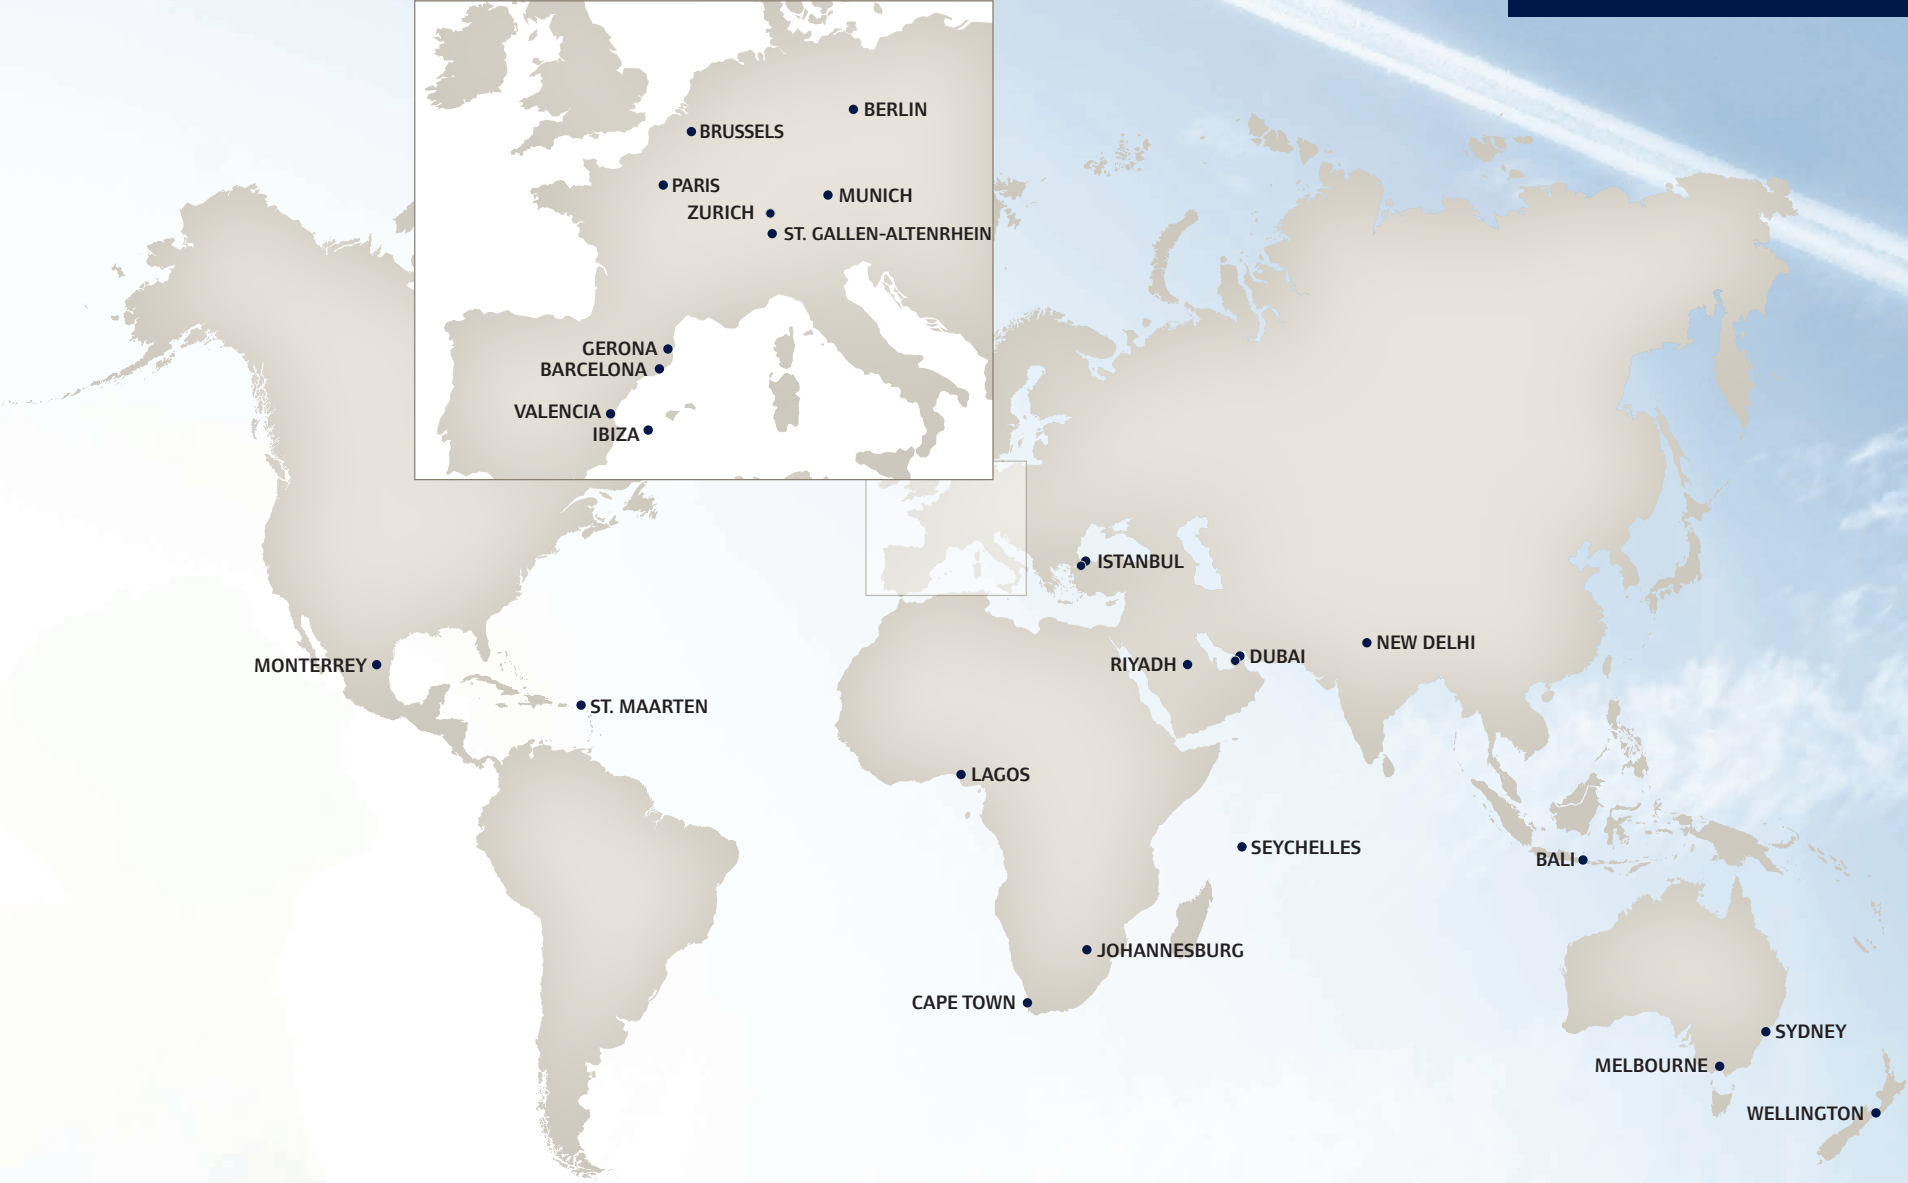 BERLIN
BRUSSELS
PARIS
MUNICH
ZURICH
ST. GALLEN-ALTENRHEIN
GERONA
BARCELONA
VALENCIA
IBIZA
ISTANBUL
NEW DELHI
DUBAI
RIYADH
MONTERREY
ST. MAARTEN
LAGOS
SEYCHELLES
BALI
JOHANNESBURG
CAPE TOWN
SYDNEY
MELBOURNE
WELLINGTON